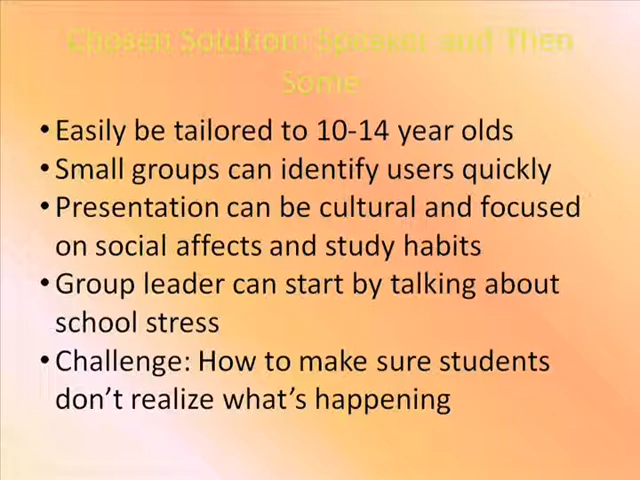 Chosen Solution: Speaker and Then
Some
• Easily be tailored to 10-14 year olds
• Small groups can identify users quickly
• Presentation can be cultural and focused
on social affects and study habits
• Group leader can start by talking about
school stress
• Challenge: How to make sure students
don't realize what's happening